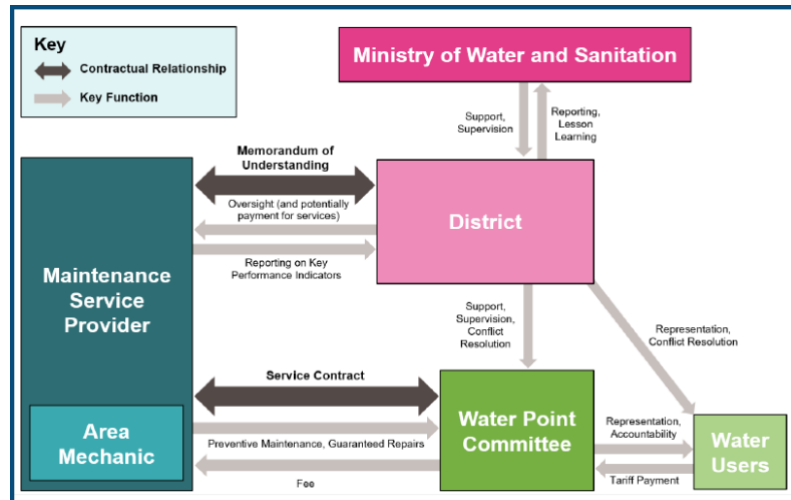 Key
Contractual Relationship
Key Function
Ministry of Water and Sanitation
Support,
Supervision
Reporting,
Lesson
Learning
Memorandum of
Understanding
Oversight (and potentially
payment for services)
Reporting on Key
Performance Indicators
District
Maintenance
Service
Provider
Support,
Supervision,
Conflict
Resolution
Representation,
Conflict Resolution
Service Contract
Preventive Maintenance, Guaranteed Repairs
Fee
Area
Mechanic
Water Point
Committee
Representation,
Accountability
Tariff Payment
Water
Users